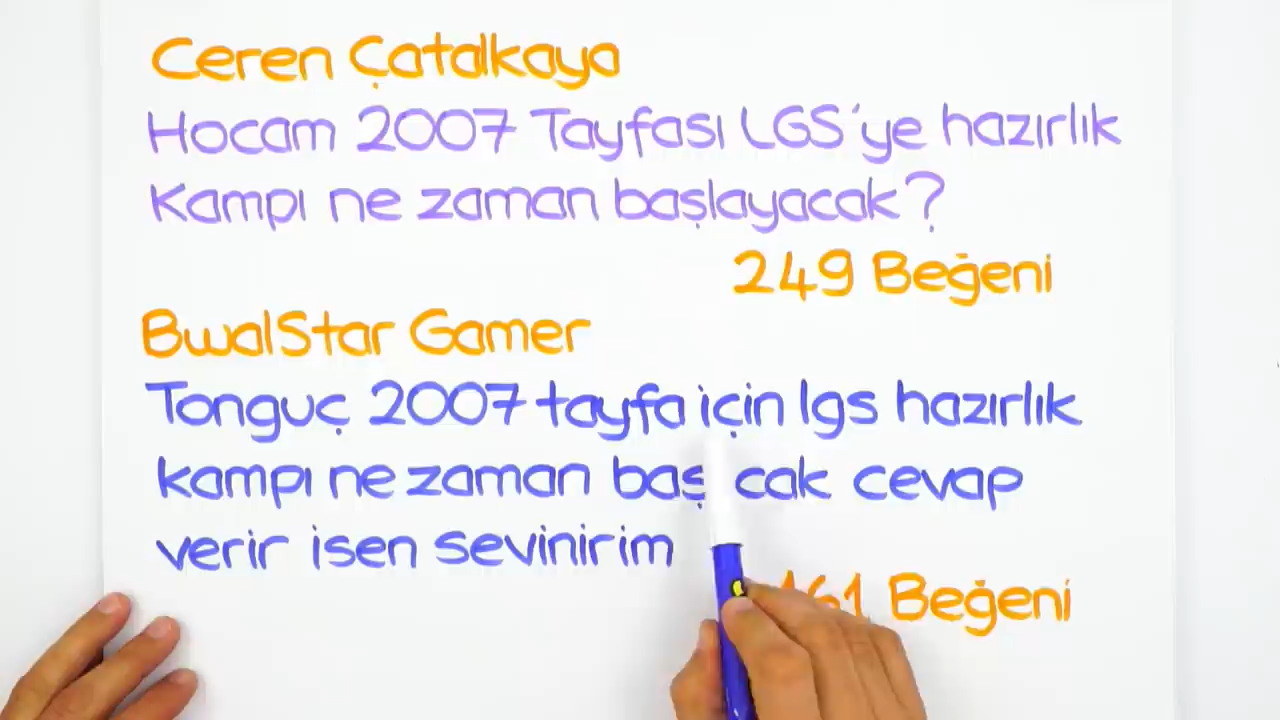 Ceren Çatalkaya
Hocam 2007 Tayfası LGS'ye hazırlık
Kampı ne zaman başlayacak?
249 Beğeni
BwalStar Gamer
Tonguç 2007 tayfa için lgs hazırlık
kampı ne zaman cevap
verir isen sevinirim
Beğeni